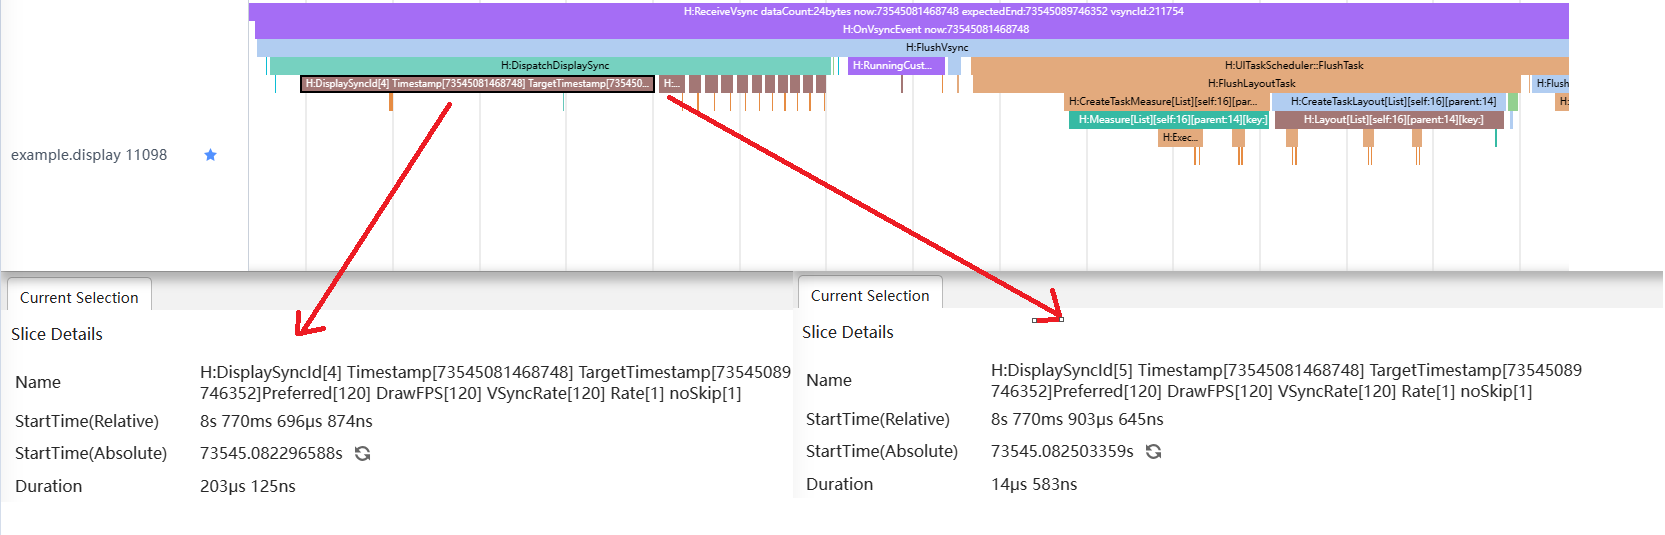 H:ReceiveVsync dataCount:24bytes now:73545081468748 expectedEnd:73545089746352 vsyncId:211754
H:OnVsyncEvent now:73545081468748
H:FlushVsync
H:DispatchDisplaySync
H:RunningCust...
H:UITaskScheduler::FlushTask
H:DisplaySyncId[4] Timestamp[73545081468748] TargetTimestamp[735450...
H:...
H:FlushLayoutTask
H:Flush
H:CreateTaskMeasure[List][self:16][par...
H:CreateTaskLayout[List][self:16][parent:14]
H:
H:Measure[List][self:16][parent:14][key:]
H:Layout[List][self:16][parent:14][key:]
H:Exec...
example.display 11098
Current Selection
Slice Details
Name
H:DisplaySyncId[4] Timestamp[73545081468748] TargetTimestamp[73545089
746352]Preferred[120] DrawFPS[120] VSyncRate[120] Rate[1] noSkip[1]
StartTime(Relative)
8s 770ms 696μs 874ns
StartTime(Absolute)
73545.082296588s
Duration
203μs 125ns
Current Selection
Slice Details
Name
H:DisplaySyncId[5] Timestamp[73545081468748] TargetTimestamp[73545089
746352]Preferred[120] DrawFPS[120] VSyncRate[120] Rate[1] noSkip[1]
StartTime(Relative)
8s 770ms 903μs 645ns
StartTime(Absolute)
73545.082503359s
Duration
14μs 583ns